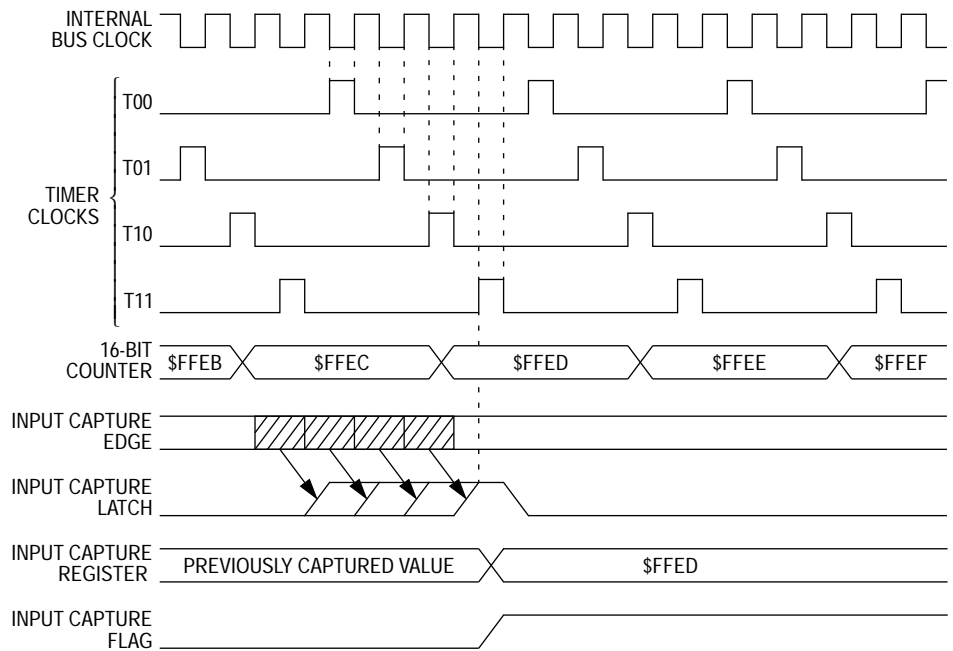 INTERNAL
BUS CLOCK
T00
T01
TIMER
CLOCKS
T10
T11
16-BIT
COUNTER
$FFEB
$FFEC
$FFED
$FFEE
$FFEF
INPUT CAPTURE
EDGE
INPUT CAPTURE
LATCH
INPUT CAPTURE
REGISTER
PREVIOUSLY CAPTURED VALUE
$FFED
INPUT CAPTURE
FLAG